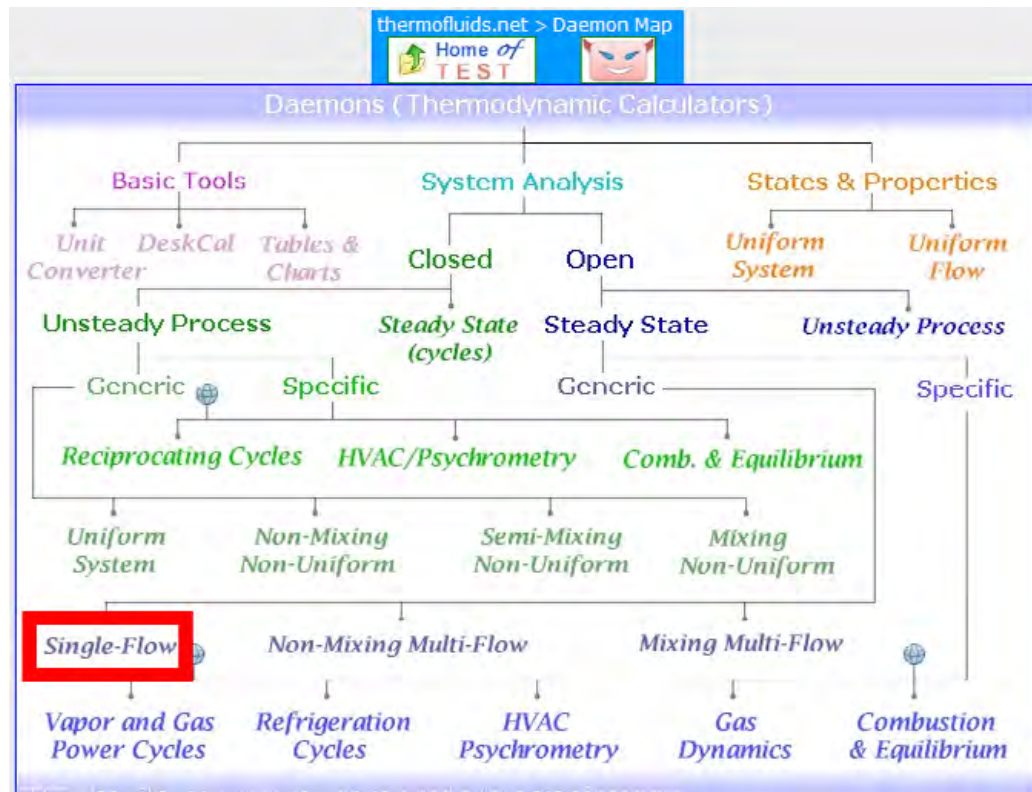 thermofluids.net > Daemon Map
Home of
TEST
Daemons (Thermodynamic Calculators)
Basic Tools
System Analysis
States & Properties
Unit
Converter
DeskCal
Tables &
Charts
Closed
Open
Uniform
System
Uniform
Flow
Unsteady Process
Steady State
(cycles)
Steady State
Unsteady Process
Generic
Specific
Generic
Specific
Reciprocating Cycles
HVAC/Psychrometry
Comb. & Equilibrium
Uniform
System
Non-Mixing
Non-Uniform
Semi-Mixing
Non-Uniform
Mixing
Non-Uniform
Single-Flow
Non-Mixing Multi-Flow
Mixing Multi-Flow
Vapor and Gas
Power Cycles
Refrigeration
Cycles
HVAC
Psychrometry
Gas
Dynamics
Combustion
& Equilibrium